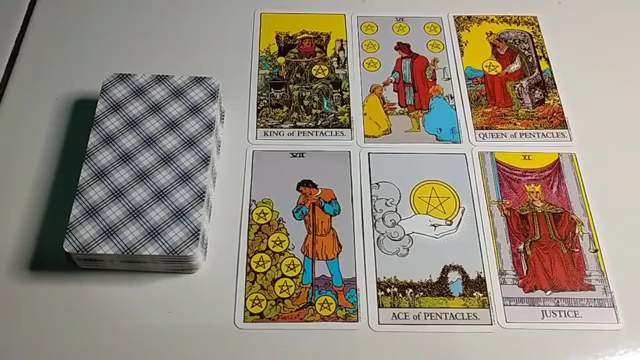 KING of PENTACLES.
VI
QUEEN of PENTACLES.
VII
ACE of PENTACLES.
XI
JUSTICE.